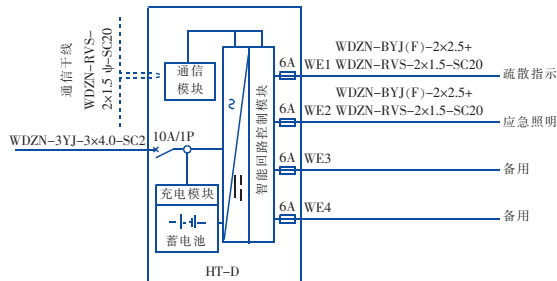 通信干线
WDZN-RVS-
2×1.5 ψ-SC20
通信
模块
WDZN-3YJ-3×4.0-SC2
10A/1P
充电模块
蓄电池
智能回路控制模块
HT-D
WDZN-BYJ(F)-2×2.5+
6A WE1 WDZN-RVS-2×1.5-SC20
疏散指示
WDZN-BYJ(F)-2×2.5+
6A WE2 WDZN-RVS-2×1.5-SC20
应急照明
6A WE3
备用
6A WE4
备用